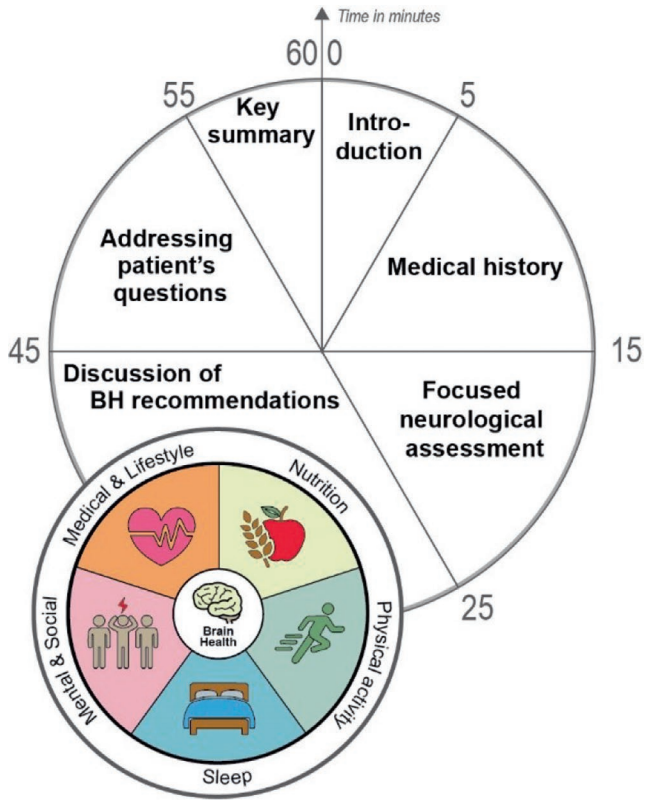 Time in minutes
60 0
55
5
Key
summary
Intro-
duction
Addressing
patient's
questions
Medical history
45
15
Discussion of
BH recommendations
Focused
neurological
assessment
25
Medical & Lifestyle
Nutrition
Mental & Social
Brain
Health
Physical activity
Sleep